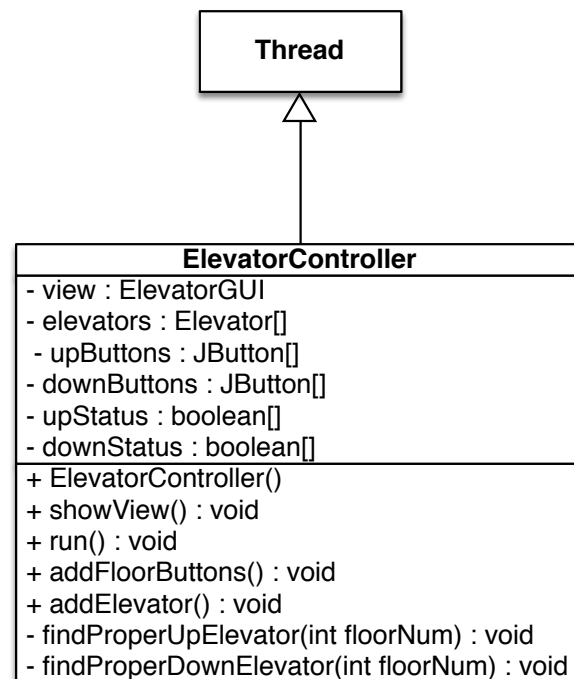 Thread
ElevatorController
- view : ElevatorGUI
- elevators : Elevator[]
- upButtons : JButton[]
- downButtons : JButton[]
- upStatus : boolean[]
- downStatus : boolean[]
+ ElevatorController()
+ showView() : void
+ run() : void
+ addFloorButtons() : void
+ addElevator() : void
- findProperUpElevator(int floorNum) : void
- findProperDownElevator(int floorNum) : void